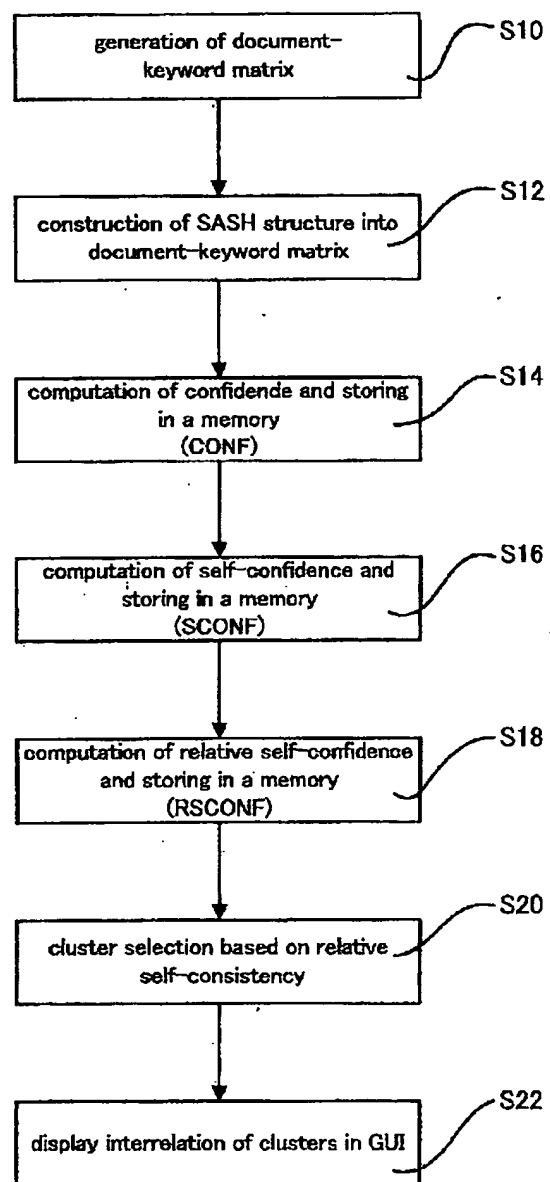 generation of document-
keyword matrix
S10
construction of SASH structure into
document-keyword matrix
S12
computation of confidence and storing
in a memory
(CONF)
S14
computation of self-confidence and
storing in a memory
(SCONF)
S16
computation of relative self-confidence
and storing in a memory
(RSCONF)
S18
cluster selection based on relative
self-consistency
S20
display interrelation of clusters in GUI
S22